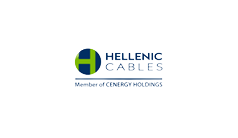 HELLENIC
CABLES
Member of CENERGY HOLDINGS